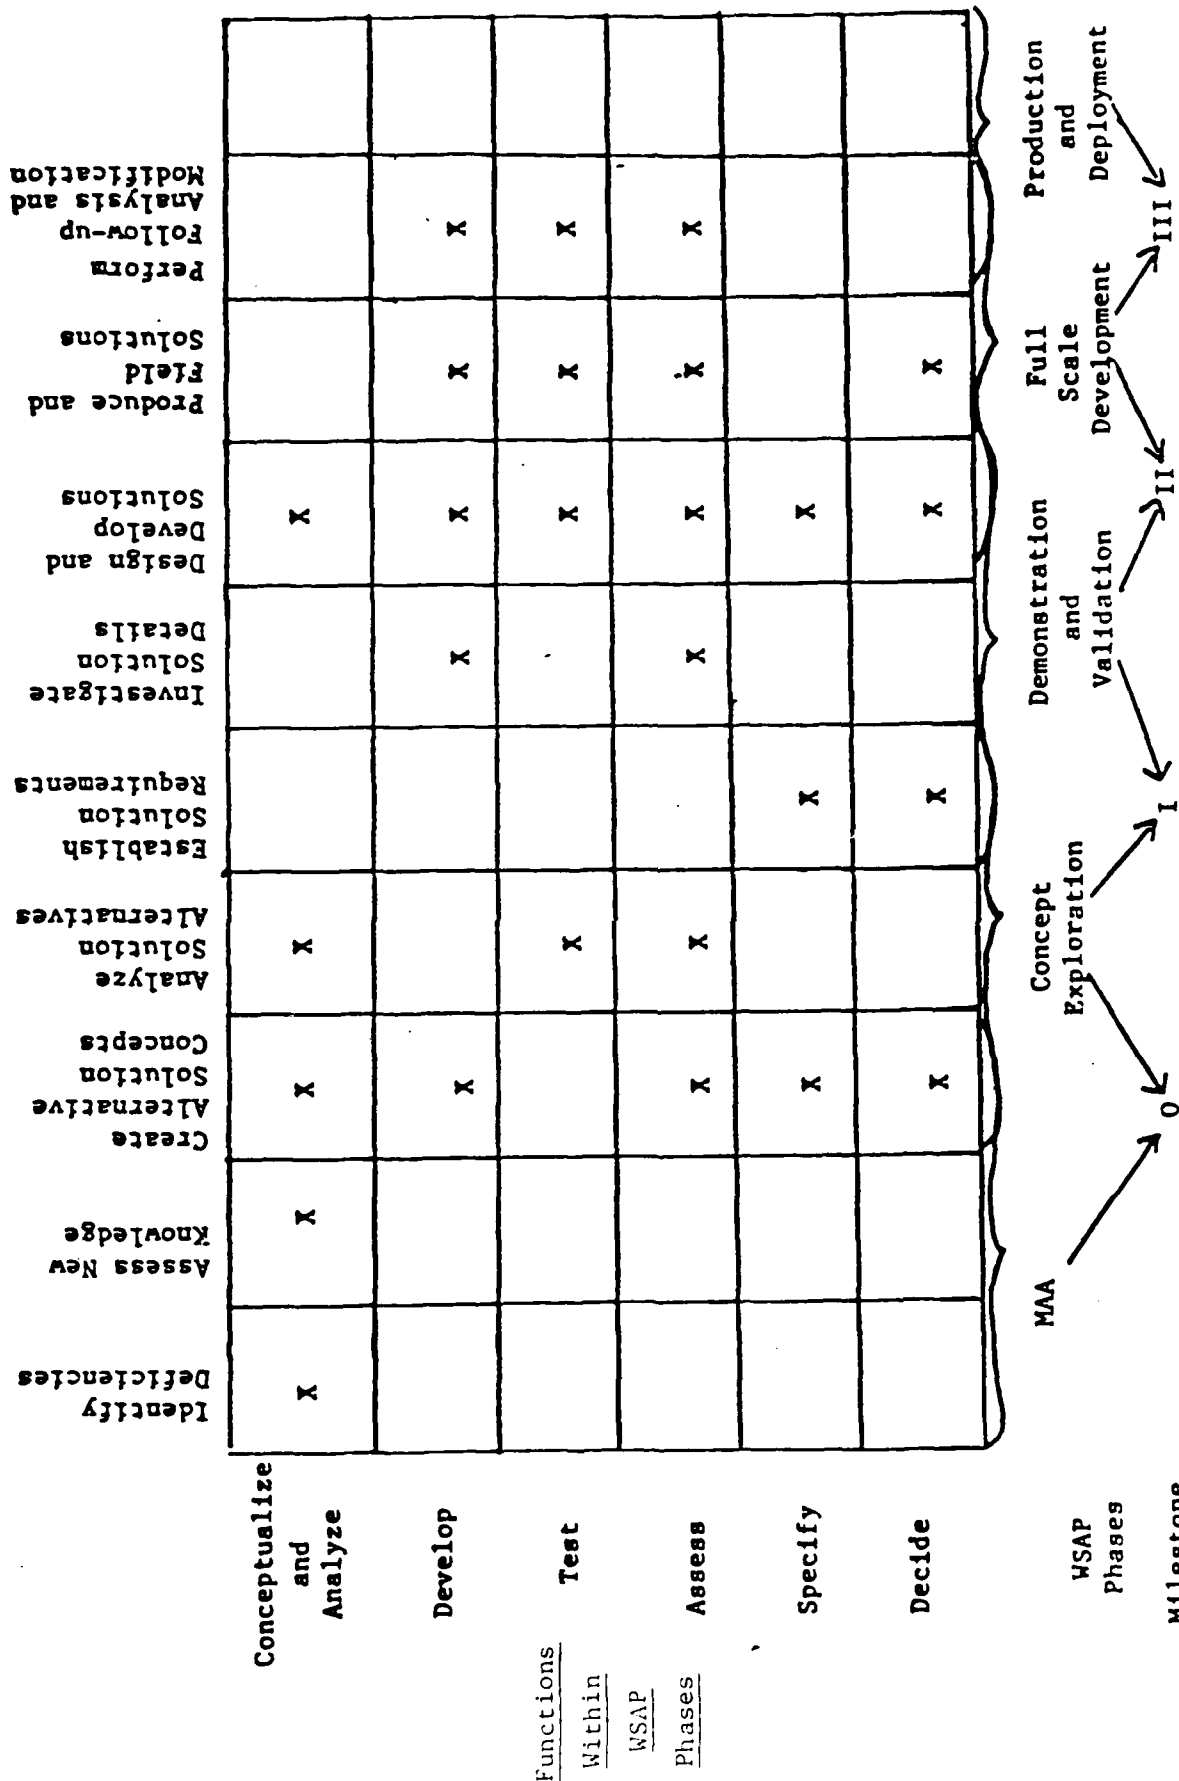 Identify
Deficiencies
Assess New
Knowledge
Create
Alternative
Solution
Concepts
Analyze
Solution
Alternatives
Establish
Solution
Requirements
Investigate
Solution
Details
Design and
Develop
Solutions
Produce and
Field
Solutions
Perform
Follow-up
Analysis and
Modification
Functions
Within
WSAP
Phases
Conceptualize
and
Analyze
X X X X X
Develop
X X X X X
Test
X X X X
Assess
X X X X X X
Specify
X X X
Decide
X X X X
WSAP
Phases
MAA
Concept
Exploration
Demonstration
and
Validation
Full
Scale
Development
Production
and
Deployment
Milestone
0 I II III